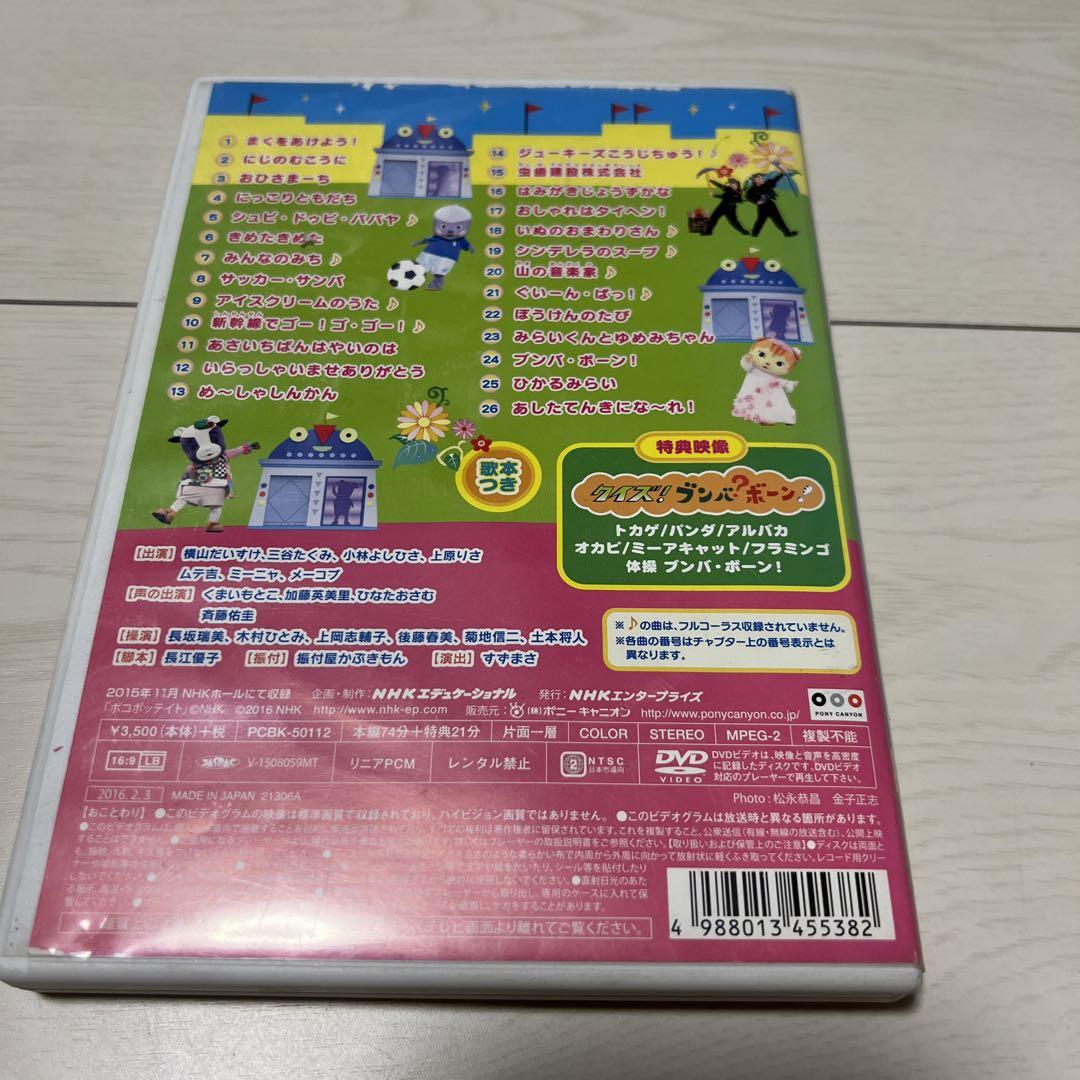 1 まくをあけよう!
2 にじのむこうに
3 おひさまーち
4 にっこりともだち
5 シュビ・ドゥビ・パパヤ♪
6 きめたきめた
7 みんなのみち♪
8 サッカー・サンバ
9 アイスクリームのうた♪
10 新幹線でゴー!ゴ・ゴー!♪
しんかんせん
11 あさいちばんはやいのは
12 いらっしゃいませありがとう
13 め〜しゃしんかん
14 ジューキーズこうじちゅう!♪
15 虫歯建設株式会社
16 はみがきじょうずかな
17 おしゃれはタイヘン!
18 いぬのおまわりさん♪
19 シンデレラのスープ♪
20 山の音楽家♪
21 ぐいーん・ぱっ!♪
22 ぼうけんのたび
23 みらいくんとゆめみちゃん
24 ブンバ・ボーン!
25 ひかるみらい
26 あしたてんきにな〜れ!
歌本
つき
特典映像
クイズ!ブンバ?ボーン!
トカゲ/パンダ/アルパカ
オカピ/ミーアキャット/フラミンゴ
体操 ブンバ・ボーン!
[出演] 横山だいすけ、三谷たくみ、小林よしひさ、上原りさ
ムテ吉、ミーニャ、メーコブ
[声の出演] くまいもとこ、加藤英美里、ひなたおさむ
斉藤佑圭
[操演] 長坂瑞美、木村ひとみ、上岡志輔子、後藤春美、菊地信二、土本将人
[脚本] 長江優子 [振付] 振付屋かぶきもん [演出] すずまさ
※♪の曲は、フルコーラス収録されていません。
※各曲の番号はチャプター上の番号表示とは
異なります。
2015年11月 NHKホールにて収録 企画・制作:NHKエデュケーショナル 発行:NHKエンタープライズ
「ポコポッテイト」©NHK ©2016 NHK http://www.nhk-ep.com 販売元:(株)ポニーキャニオン http://www.ponycanyon.co.jp/
PONY CANYON
¥3,500(本体)+税 PCBK-50112 本編74分+特典21分 片面一層 COLOR STEREO MPEG-2 複製不能
16:9 LB JASRAC V-1508059MT リニアPCM レンタル禁止 2 NTSC 日本市場向 DVD VIDEO
DVDビデオは、映像と音声を高密度
に記録したディスクです。DVDビデオ
対応のプレーヤーで再生して下さい。
2016.2.3 MADE IN JAPAN 21306A
Photo:松永恭昌 金子正志
[おことわり] ●このビデオグラムの映像は標準画質で収録されており、ハイビジョン画質ではありません。 ●このビデオグラムは放送時と異なる箇所があります。
テレビ画面より離れてご覧ください。
4 988013 455382